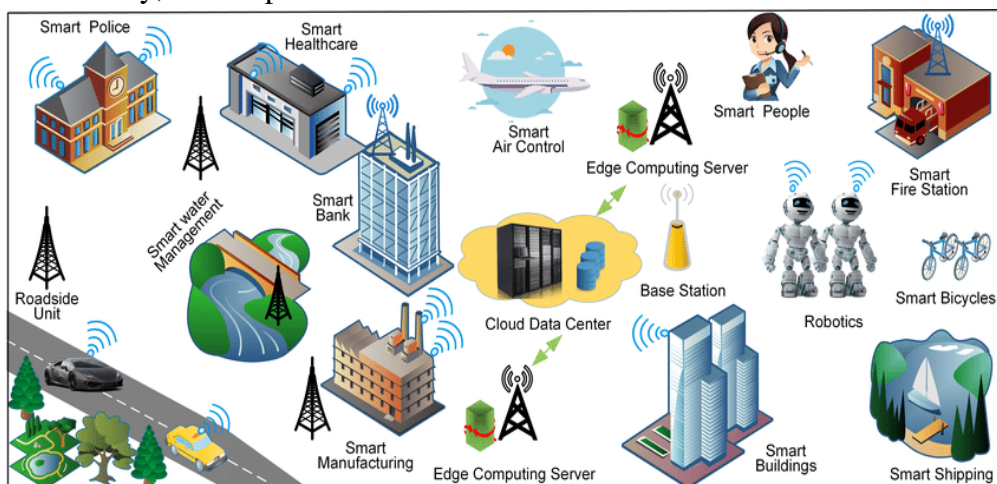 Smart Police
Smart
Healthcare
Smart
Air Control
Smart People
Edge Computing Server
Smart
Fire Station
Smart
Bank
Smart water
Management
Roadside
Unit
Cloud Data Center
Base Station
Robotics
Smart Bicycles
Smart
Manufacturing
Edge Computing Server
Smart
Buildings
Smart Shipping